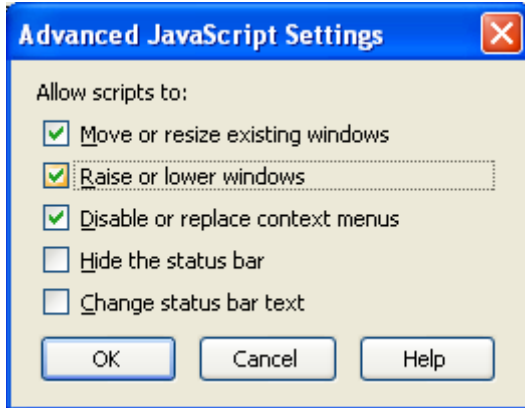 Advanced JavaScript Settings
Allow scripts to:
Move or resize existing windows
Raise or lower windows
Disable or replace context menus
Hide the status bar
Change status bar text
OK Cancel Help